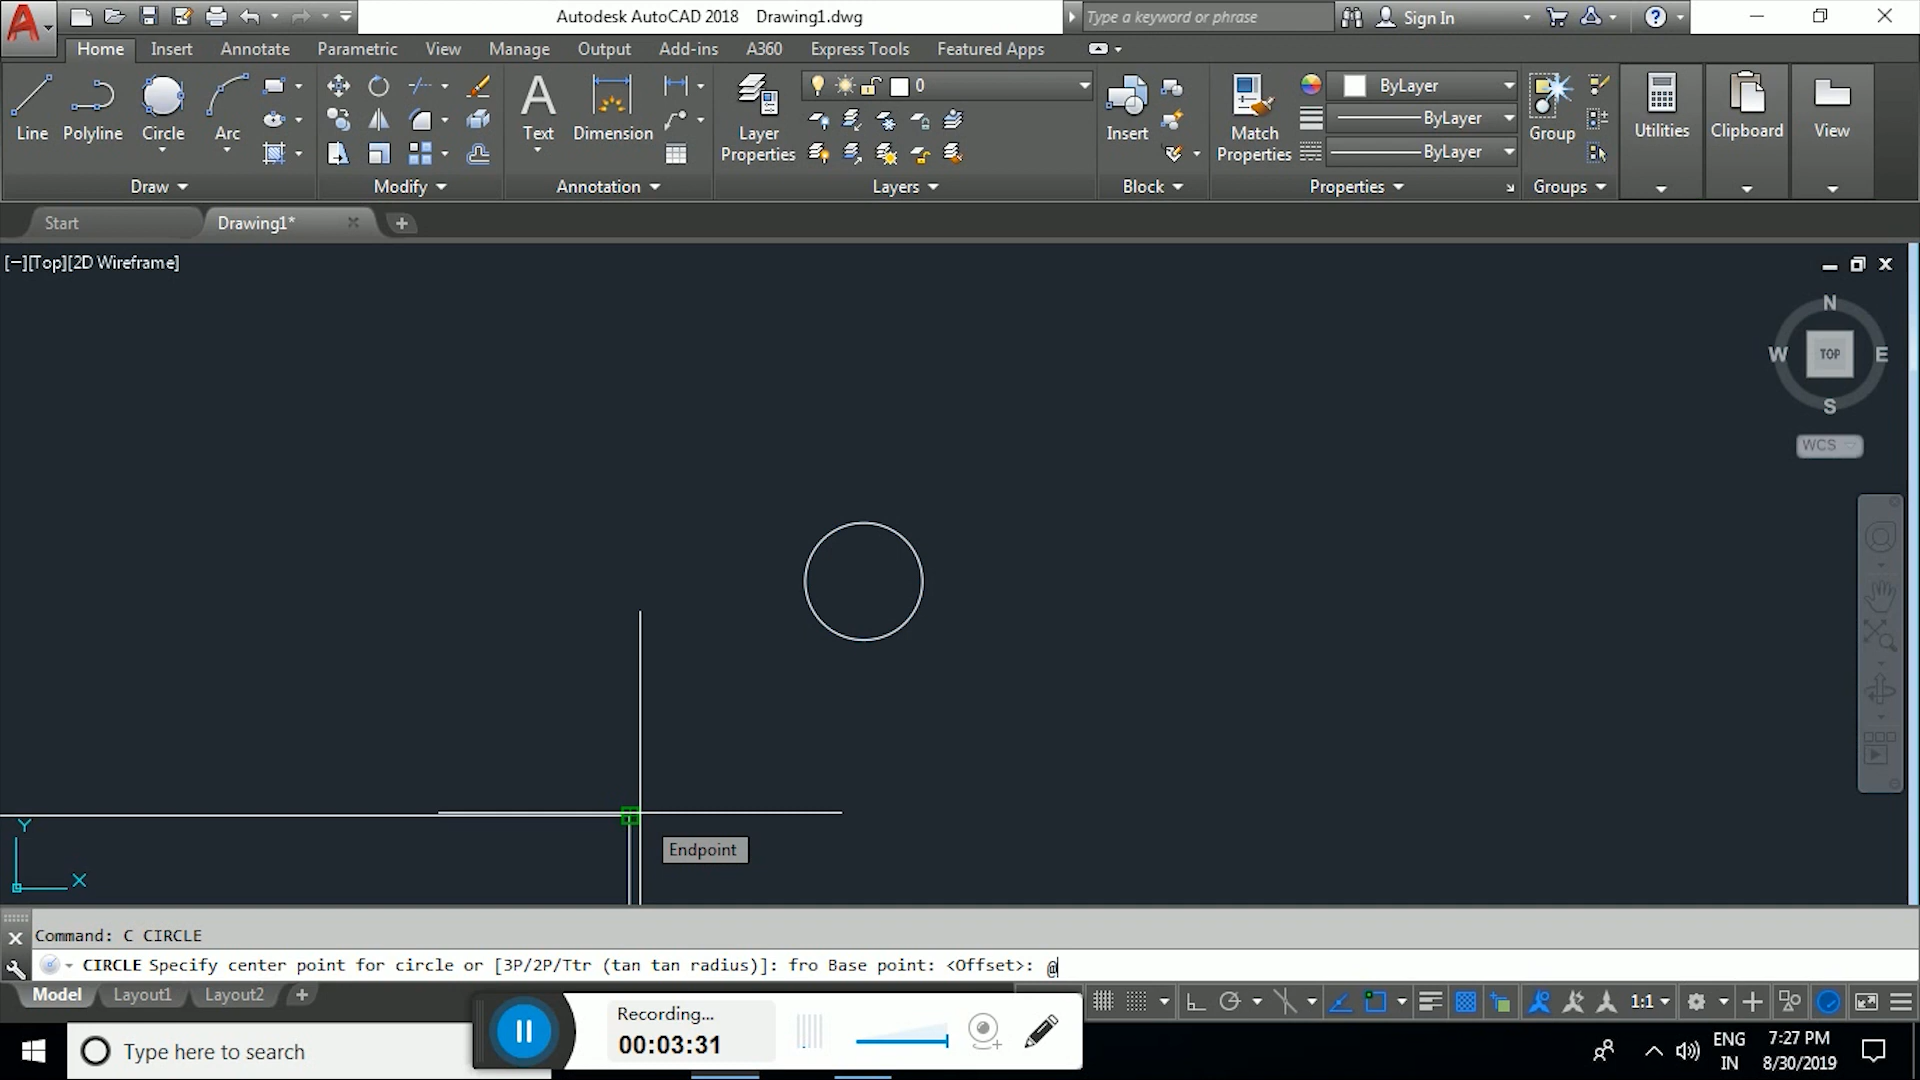 Autodesk AutoCAD 2018 Drawing1.dwg
Type a keyword or phrase
Sign In
Home Insert Annotate Parametric View Manage Output Add-ins A360 Express Tools Featured Apps
Line Polyline Circle Arc
Text Dimension
Layer Properties
0
Insert
Match Properties
ByLayer
ByLayer
ByLayer
Group
Utilities Clipboard View
Draw Modify Annotation Layers Block Properties Groups
Start Drawing1*
[−][Top][2D Wireframe]
N
W TOP E
S
WCS
Endpoint
Y
X
Command: C CIRCLE
CIRCLE Specify center point for circle or [3P/2P/Ttr (tan tan radius)]: fro Base point: <Offset>: @
Model Layout1 Layout2
1:1
Recording...
00:03:31
Type here to search
ENG
IN
7:27 PM
8/30/2019